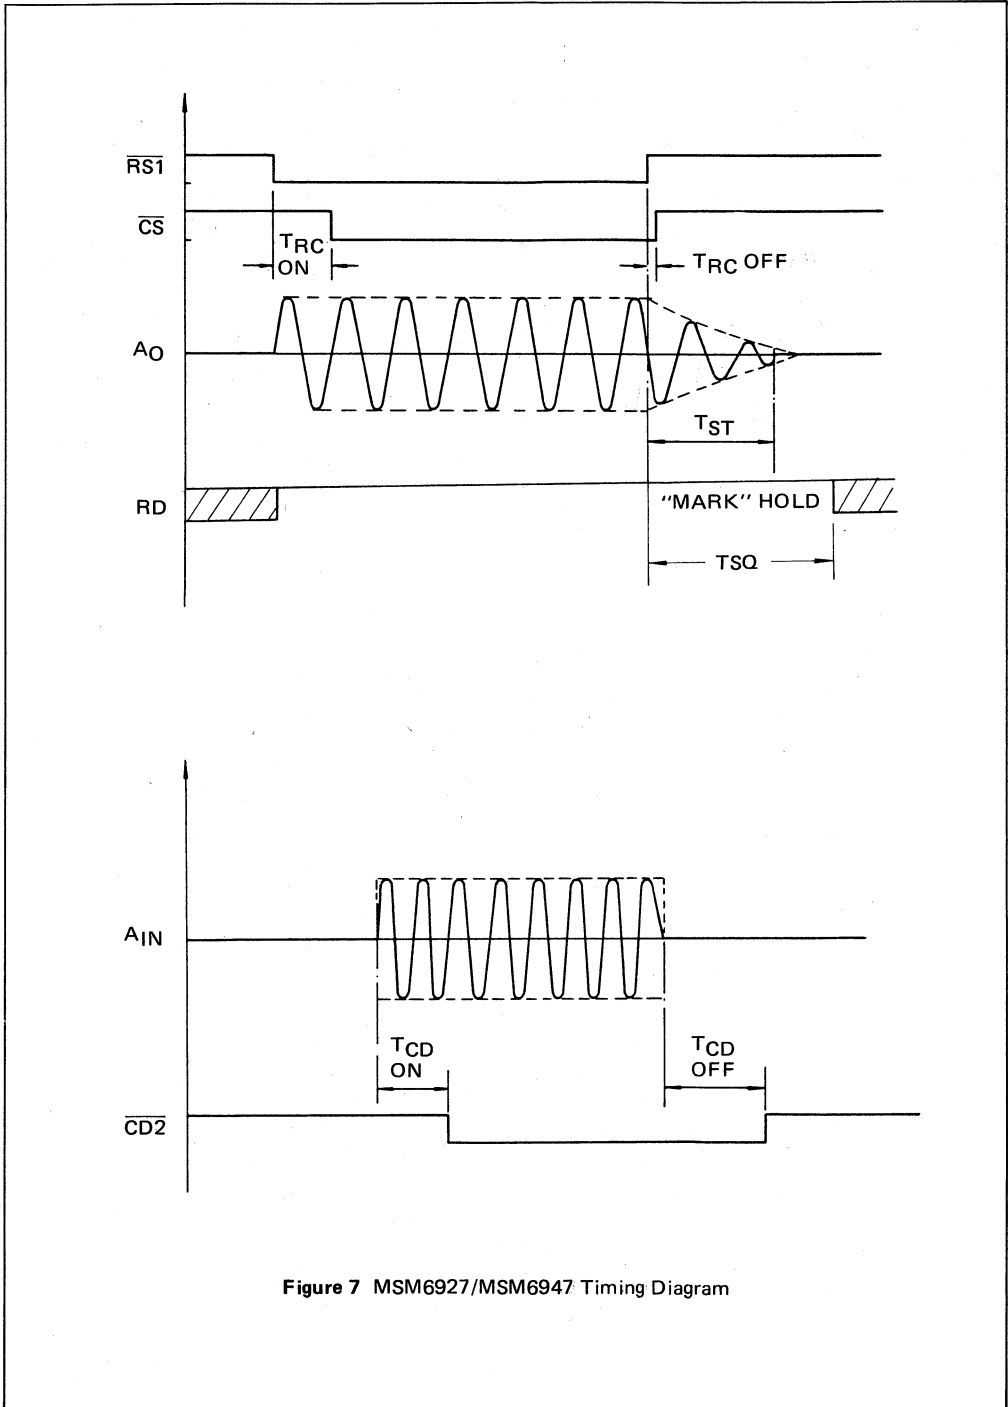 RS1
CS
TRC
ON
TRC OFF
AO
TST
RD
"MARK" HOLD
TSQ
AIN
TCD
ON
TCD
OFF
CD2
Figure 7 MSM6927/MSM6947 Timing Diagram